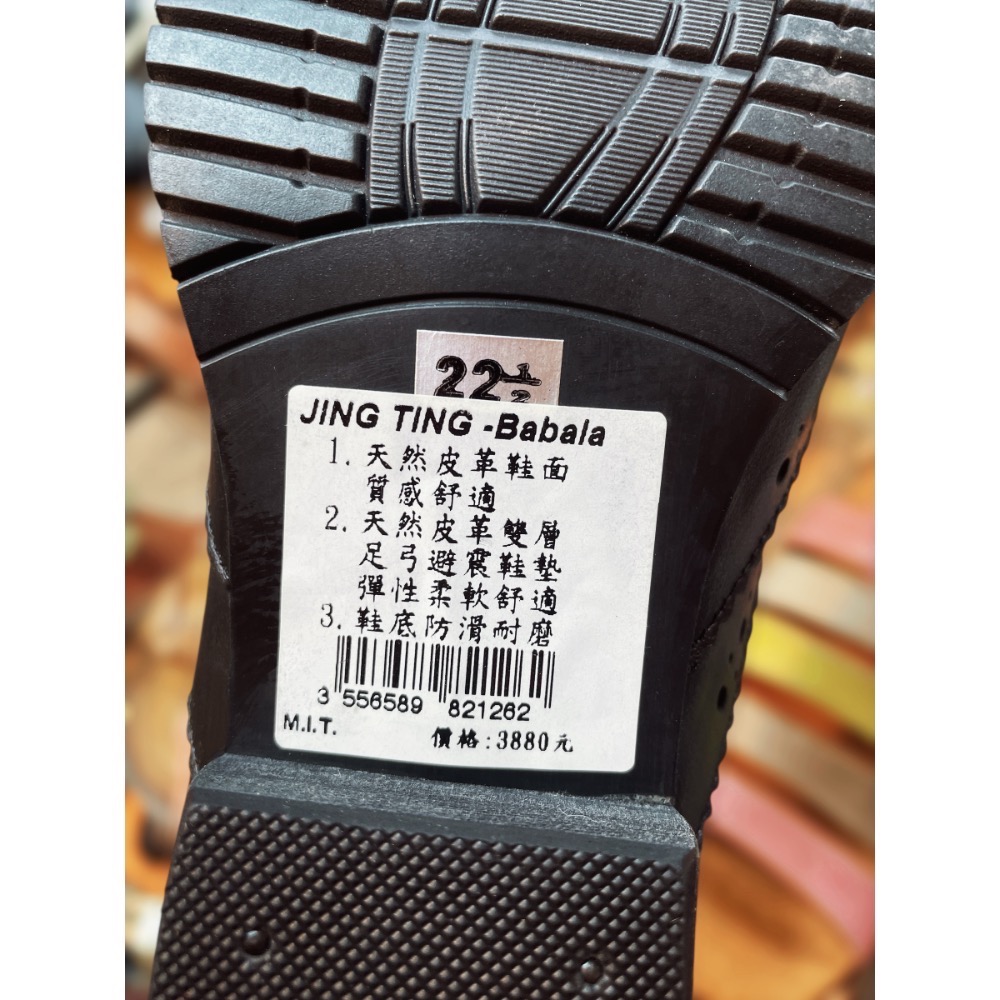 22 1/2
JING TING -Babala
1. 天然皮革鞋面
質感舒適
2. 天然皮革雙層
足弓避震鞋墊
彈性柔軟舒適
3. 鞋底防滑耐磨
3 556589 821262
M.I.T. 價格:3880元